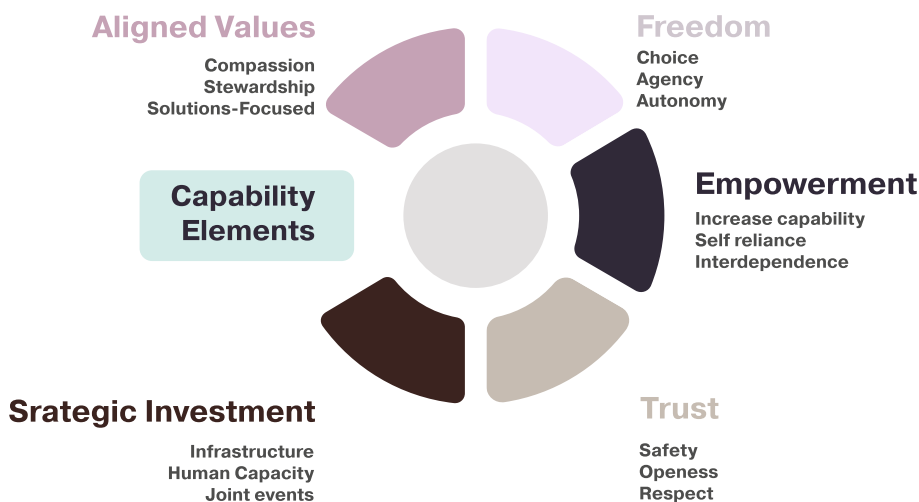 Aligned Values
Compassion
Stewardship
Solutions-Focused
Freedom
Choice
Agency
Autonomy
Capability
Elements
Empowerment
Increase capability
Self reliance
Interdependence
Srategic Investment
Infrastructure
Human Capacity
Joint events
Trust
Safety
Openess
Respect